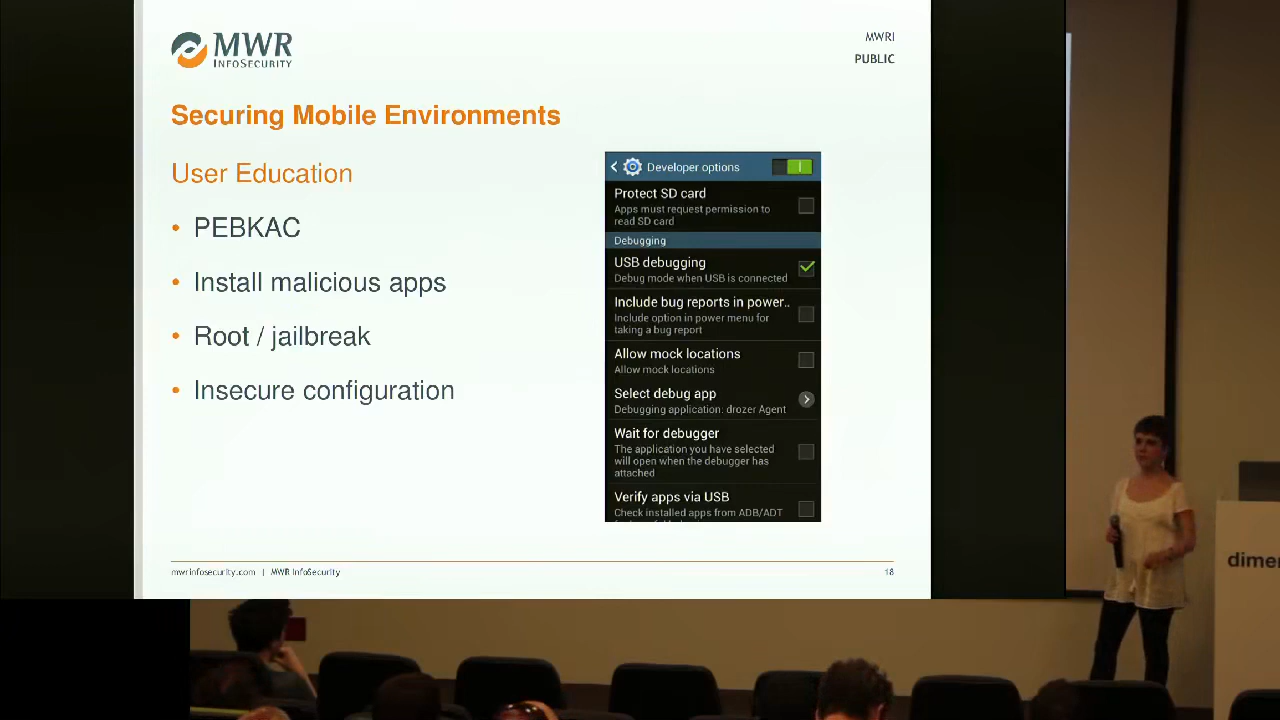 MWR
INFOSECURITY
MWRI
PUBLIC
Securing Mobile Environments
User Education
• PEBKAC
• Install malicious apps
• Root / jailbreak
• Insecure configuration
Developer options
Protect SD card
Apps must request permission to
read SD card
Debugging
USB debugging
Debug mode when USB is connected
Include bug reports in power..
Include option in power menu for
taking a bug report
Allow mock locations
Allow mock locations
Select debug app
Debugging application: drozer Agent
Wait for debugger
The application you have selected
will open when the debugger has
attached
Verify apps via USB
Check installed apps from ADB/ADT
mwrinfosecurity.com | MWR InfoSecurity
18
dimen